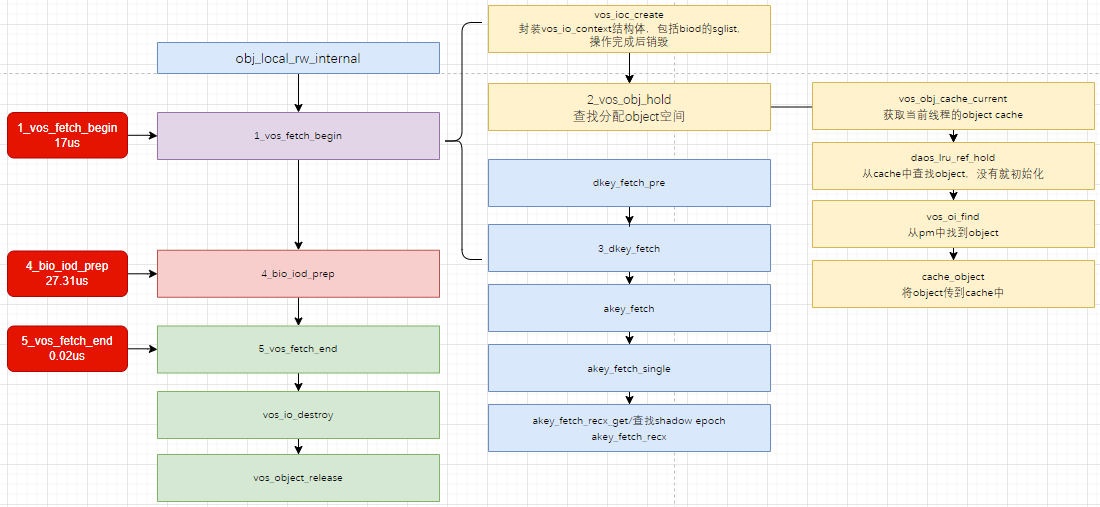 obj_local_rw_internal
1_vos_fetch_begin
17us
1_vos_fetch_begin
4_bio_iod_prep
27.31us
4_bio_iod_prep
5_vos_fetch_end
0.02us
5_vos_fetch_end
vos_io_destroy
vos_object_release
vos_ioc_create
封装vos_io_context结构体，包括biod的sglist,
操作完成后销毁
2_vos_obj_hold
查找分配object空间
dkey_fetch_pre
3_dkey_fetch
akey_fetch
akey_fetch_single
akey_fetch_recx_get/查找shadow epoch
akey_fetch_recx
vos_obj_cache_current
获取当前线程的object cache
daos_lru_ref_hold
从cache中查找object，没有就初始化
vos_oi_find
从pm中找到object
cache_object
将object传到cache中